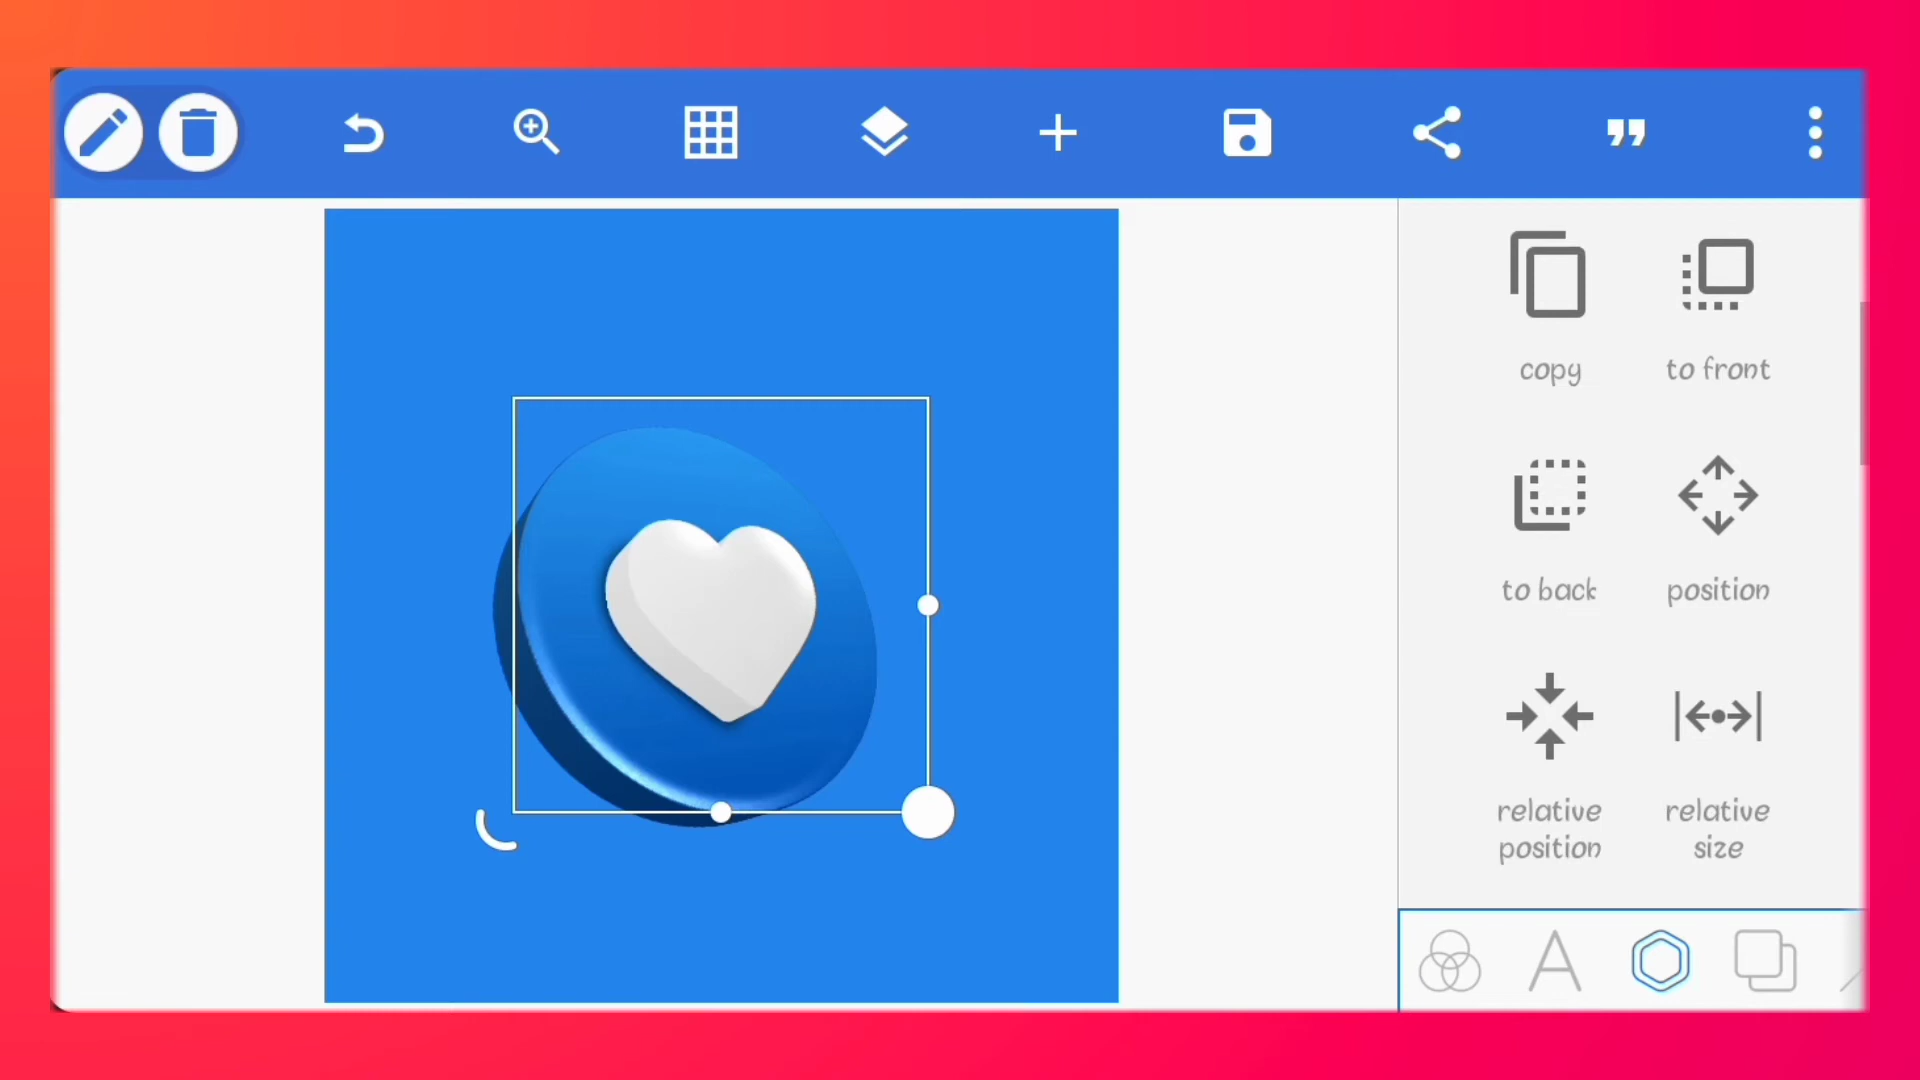 copy
to front
to back
position
relative
position
relative
size